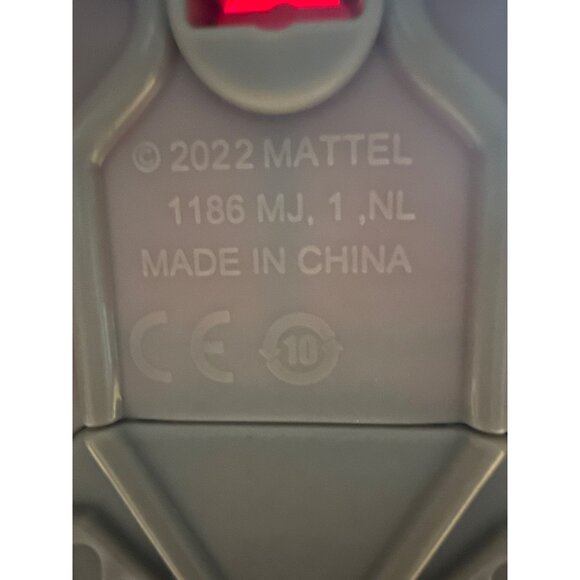 © 2022 MATTEL
1186 MJ, 1 ,NL
MADE IN CHINA
CE 10